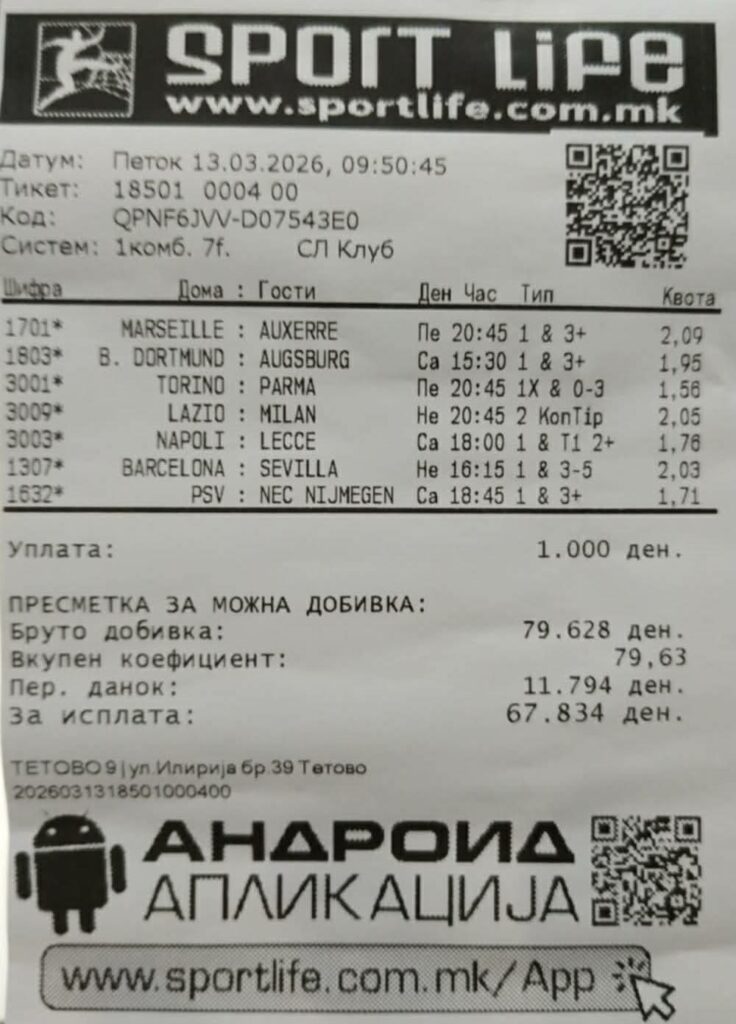 SPORT LiFe
www.sportlife.com.mk
Датум: Петок 13.03.2026, 09:50:45
Тикет: 18501 0004 00
Код: QPNF6JVV-D07543E0
Систем: 1комб. 7f. СЛ Клуб
Шифра Дома : Гости Ден Час Тип Квота
1701* MARSEILLE : AUXERRE Пе 20:45 1 & 3+ 2,09
1803* B. DORTMUND : AUGSBURG Са 15:30 1 & 3+ 1,95
3001* TORINO : PARMA Пе 20:45 1X & 0-3 1,56
3009* LAZIO : MILAN Не 20:45 2 KonTip 2,05
3003* NAPOLI : LECCE Са 18:00 1 & T1 2+ 1,76
1307* BARCELONA : SEVILLA Не 16:15 1 & 3-5 2,03
1632* PSV : NEC NIJMEGEN Са 18:45 1 & 3+ 1,71
Уплата: 1.000 ден.
ПРЕСМЕТКА ЗА МОЖНА ДОБИВКА:
Бруто добивка: 79.628 ден.
Вкупен коефициент: 79,63
Пер. данок: 11.794 ден.
За исплата: 67.834 ден.
ТЕТОВО 9 | ул.Илирија бр.39 Тетово
2026031318501000400
АНДРОИД
АПЛИКАЦИЈА
www.sportlife.com.mk/App